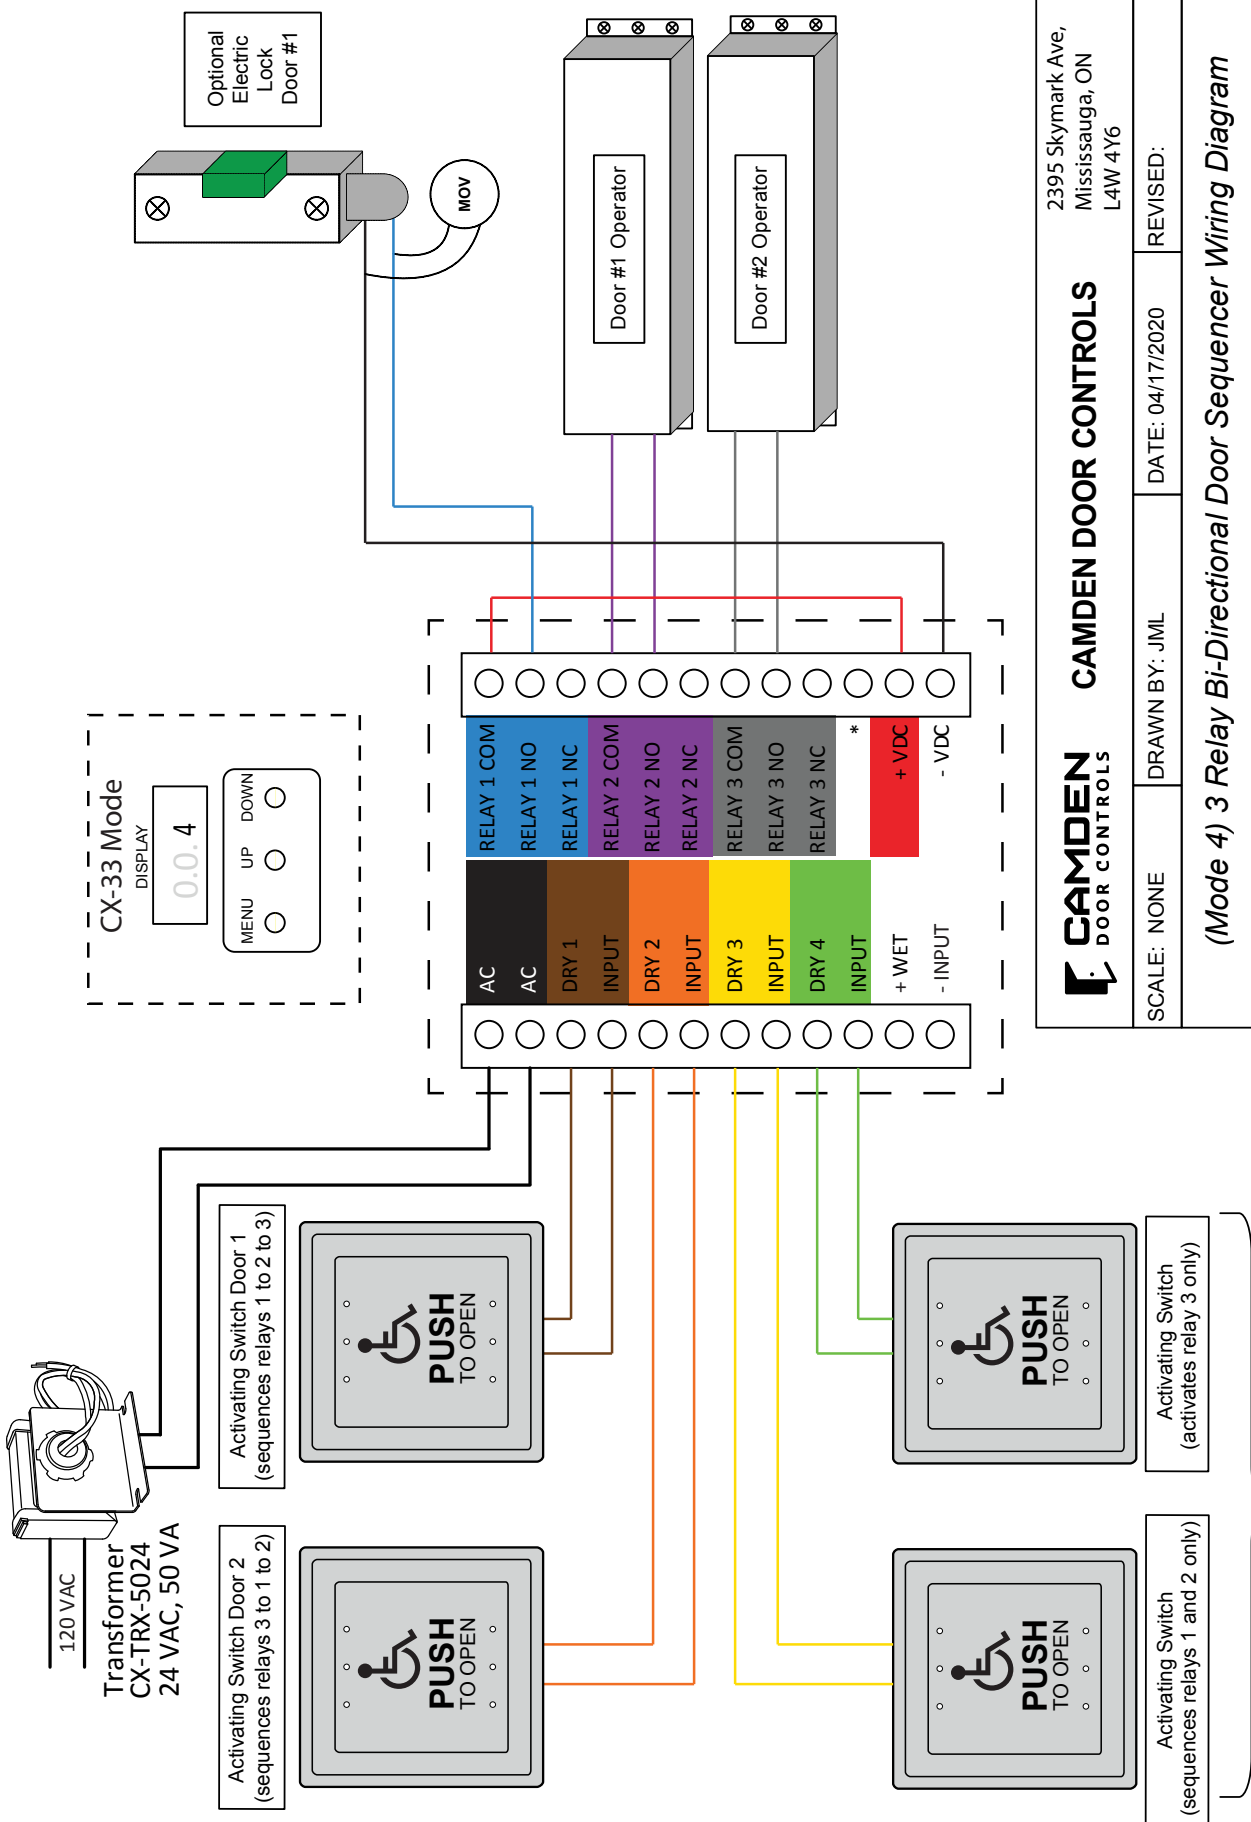 120 VAC
Transformer
CX-TRX-5024
24 VAC, 50 VA
CX-33 Mode
DISPLAY
0.0. 4
MENU UP DOWN
Optional
Electric
Lock
Door #1
MOV
Activating Switch Door 2
(sequences relays 3 to 1 to 2)
PUSH
TO OPEN
Activating Switch Door 1
(sequences relays 1 to 2 to 3)
PUSH
TO OPEN
AC
AC
DRY 1
INPUT
DRY 2
INPUT
DRY 3
INPUT
DRY 4
INPUT
+ WET
- INPUT
RELAY 1 COM
RELAY 1 NO
RELAY 1 NC
RELAY 2 COM
RELAY 2 NO
RELAY 2 NC
RELAY 3 COM
RELAY 3 NO
RELAY 3 NC
*
+ VDC
- VDC
Door #1 Operator
Door #2 Operator
PUSH
TO OPEN
Activating Switch
(sequences relays 1 and 2 only)
PUSH
TO OPEN
Activating Switch
(activates relay 3 only)
CAMDEN
DOOR CONTROLS
CAMDEN DOOR CONTROLS
2395 Skymark Ave,
Mississauga, ON
L4W 4Y6
SCALE: NONE
DRAWN BY: JML
DATE: 04/17/2020
REVISED:
(Mode 4) 3 Relay Bi-Directional Door Sequencer Wiring Diagram